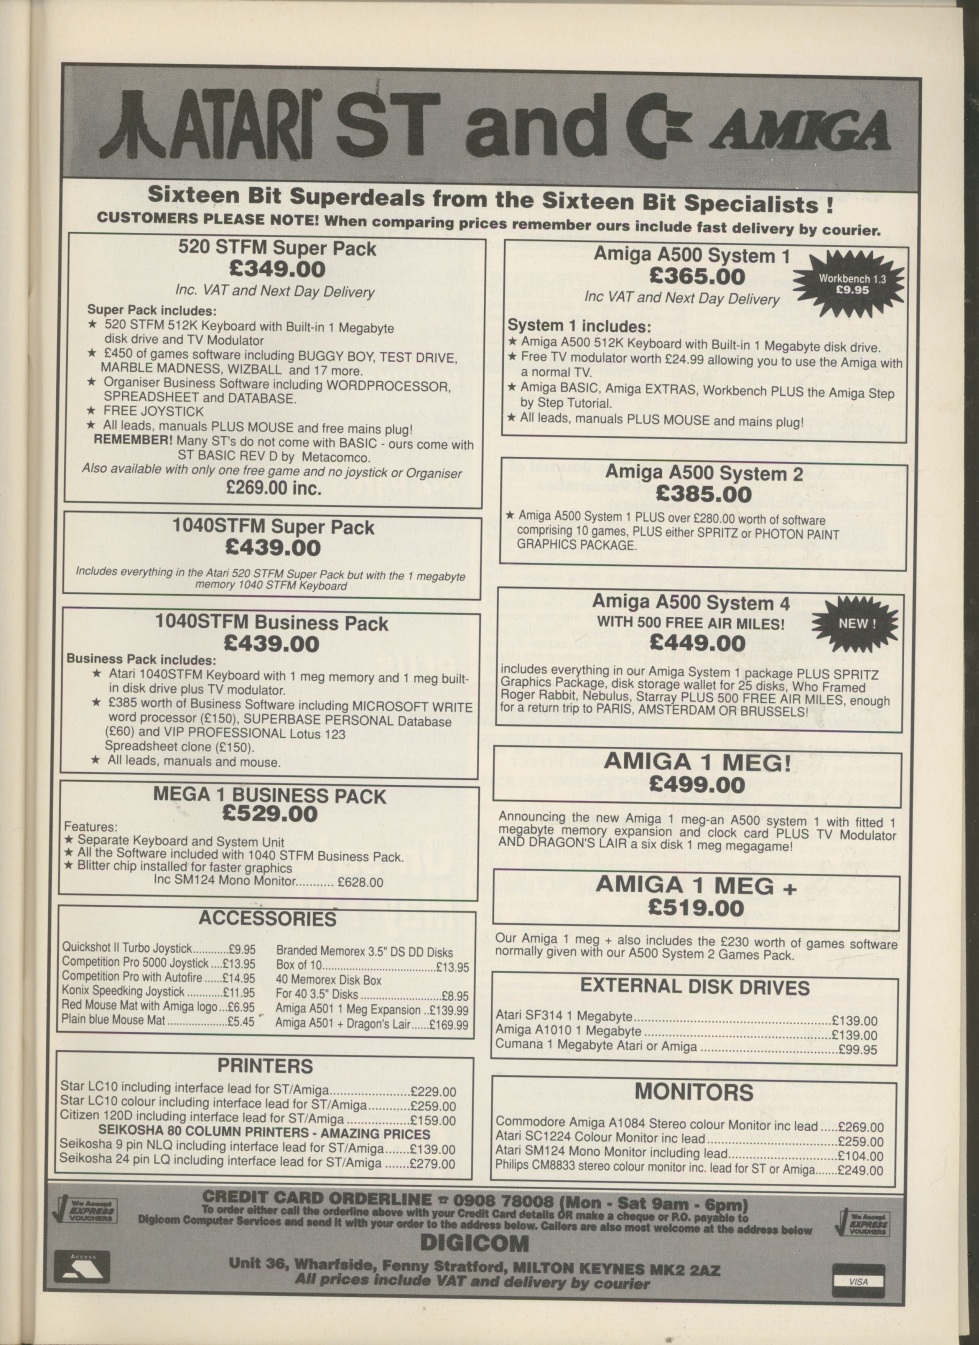 ATARI ST and AMIGA
Sixteen Bit Superdeals from the Sixteen Bit Specialists !
CUSTOMERS PLEASE NOTE! When comparing prices remember ours include fast delivery by courier.
520 STFM Super Pack
£349.00
Inc. VAT and Next Day Delivery
Super Pack includes:
★ 520 STFM 512K Keyboard with Built-in 1 Megabyte
disk drive and TV Modulator
★ £450 of games software including BUGGY BOY, TEST DRIVE,
MARBLE MADNESS, WIZBALL and 17 more.
★ Organiser Business Software including WORDPROCESSOR,
SPREADSHEET and DATABASE.
★ FREE JOYSTICK
★ All leads, manuals PLUS MOUSE and free mains plug!
REMEMBER! Many ST's do not come with BASIC - ours come with
ST BASIC REV D by Metacomco.
Also available with only one free game and no joystick or Organiser
£269.00 inc.
1040STFM Super Pack
£439.00
Includes everything in the Atari 520 STFM Super Pack but with the 1 megabyte
memory 1040 STFM Keyboard
1040STFM Business Pack
£439.00
Business Pack includes:
★ Atari 1040STFM Keyboard with 1 meg memory and 1 meg built-
in disk drive plus TV modulator.
★ £385 worth of Business Software including MICROSOFT WRITE
word processor (£150), SUPERBASE PERSONAL Database
(£60) and VIP PROFESSIONAL Lotus 123
Spreadsheet clone (£150).
★ All leads, manuals and mouse.
MEGA 1 BUSINESS PACK
£529.00
Features:
★ Separate Keyboard and System Unit
★ All the Software included with 1040 STFM Business Pack.
★ Blitter chip installed for faster graphics
Inc SM124 Mono Monitor........... £628.00
ACCESSORIES
Quickshot II Turbo Joystick...........£9.95
Competition Pro 5000 Joystick ....£13.95
Competition Pro with Autofire ......£14.95
Konix Speedking Joystick ...........£11.95
Red Mouse Mat with Amiga logo ...£6.95
Plain blue Mouse Mat ..................£5.45
Branded Memorex 3.5" DS DD Disks
Box of 10...................................£13.95
40 Memorex Disk Box
For 40 3.5" Disks .........................£8.95
Amiga A501 1 Meg Expansion ..£139.99
Amiga A501 + Dragon's Lair......£169.99
PRINTERS
Star LC10 including interface lead for ST/Amiga......................£229.00
Star LC10 colour including interface lead for ST/Amiga...........£259.00
Citizen 120D including interface lead for ST/Amiga .................£159.00
SEIKOSHA 80 COLUMN PRINTERS - AMAZING PRICES
Seikosha 9 pin NLQ including interface lead for ST/Amiga.......£139.00
Seikosha 24 pin LQ including interface lead for ST/Amiga .......£279.00
Amiga A500 System 1
£365.00
Inc VAT and Next Day Delivery
Workbench 1.3
£9.95
System 1 includes:
★ Amiga A500 512K Keyboard with Built-in 1 Megabyte disk drive.
★ Free TV modulator worth £24.99 allowing you to use the Amiga with
a normal TV.
★ Amiga BASIC, Amiga EXTRAS, Workbench PLUS the Amiga Step
by Step Tutorial.
★ All leads, manuals PLUS MOUSE and mains plug!
Amiga A500 System 2
£385.00
★ Amiga A500 System 1 PLUS over £280.00 worth of software
comprising 10 games, PLUS either SPRITZ or PHOTON PAINT
GRAPHICS PACKAGE.
Amiga A500 System 4
WITH 500 FREE AIR MILES!
£449.00
NEW !
includes everything in our Amiga System 1 package PLUS SPRITZ
Graphics Package, disk storage wallet for 25 disks, Who Framed
Roger Rabbit, Nebulus, Starray PLUS 500 FREE AIR MILES, enough
for a return trip to PARIS, AMSTERDAM OR BRUSSELS!
AMIGA 1 MEG!
£499.00
Announcing the new Amiga 1 meg-an A500 system 1 with fitted 1
megabyte memory expansion and clock card PLUS TV Modulator
AND DRAGON'S LAIR a six disk 1 meg megagame!
AMIGA 1 MEG +
£519.00
Our Amiga 1 meg + also includes the £230 worth of games software
normally given with our A500 System 2 Games Pack.
EXTERNAL DISK DRIVES
Atari SF314 1 Megabyte......................................................£139.00
Amiga A1010 1 Megabyte ...................................................£139.00
Cumana 1 Megabyte Atari or Amiga ....................................£99.95
MONITORS
Commodore Amiga A1084 Stereo colour Monitor inc lead .....£269.00
Atari SC1224 Colour Monitor inc lead....................................£259.00
Atari SM124 Mono Monitor including lead..............................£104.00
Philips CM8833 stereo colour monitor inc. lead for ST or Amiga......£249.00
We Accept
EXPRESS
VOUCHERS
CREDIT CARD ORDERLINE ☎ 0908 78008 (Mon - Sat 9am - 6pm)
To order either call the orderline above with your Credit Card details OR make a cheque or P.O. payable to
Digicom Computer Services and send it with your order to the address below. Callers are also most welcome at the address below
We Accept
EXPRESS
VOUCHERS
DIGICOM
Access
Unit 36, Wharfside, Fenny Stratford, MILTON KEYNES MK2 2AZ
All prices include VAT and delivery by courier
VISA